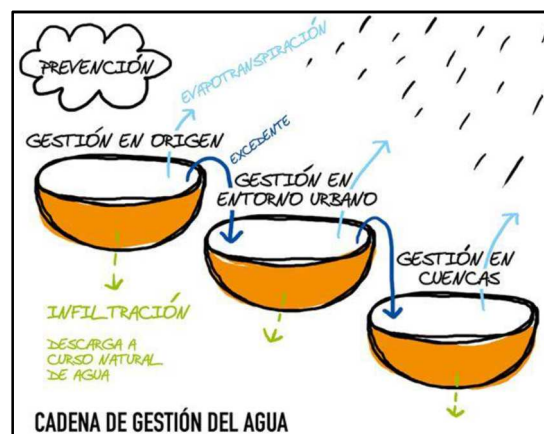 PREVENCIÓN
EVAPOTRANSPIRACIÓN
GESTIÓN EN ORIGEN
EXCEDENTE
GESTIÓN EN
ENTORNO URBANO
GESTIÓN EN
CUENCAS
INFILTRACIÓN
DESCARGA A
CURSO NATURAL
DE AGUA
CADENA DE GESTIÓN DEL AGUA